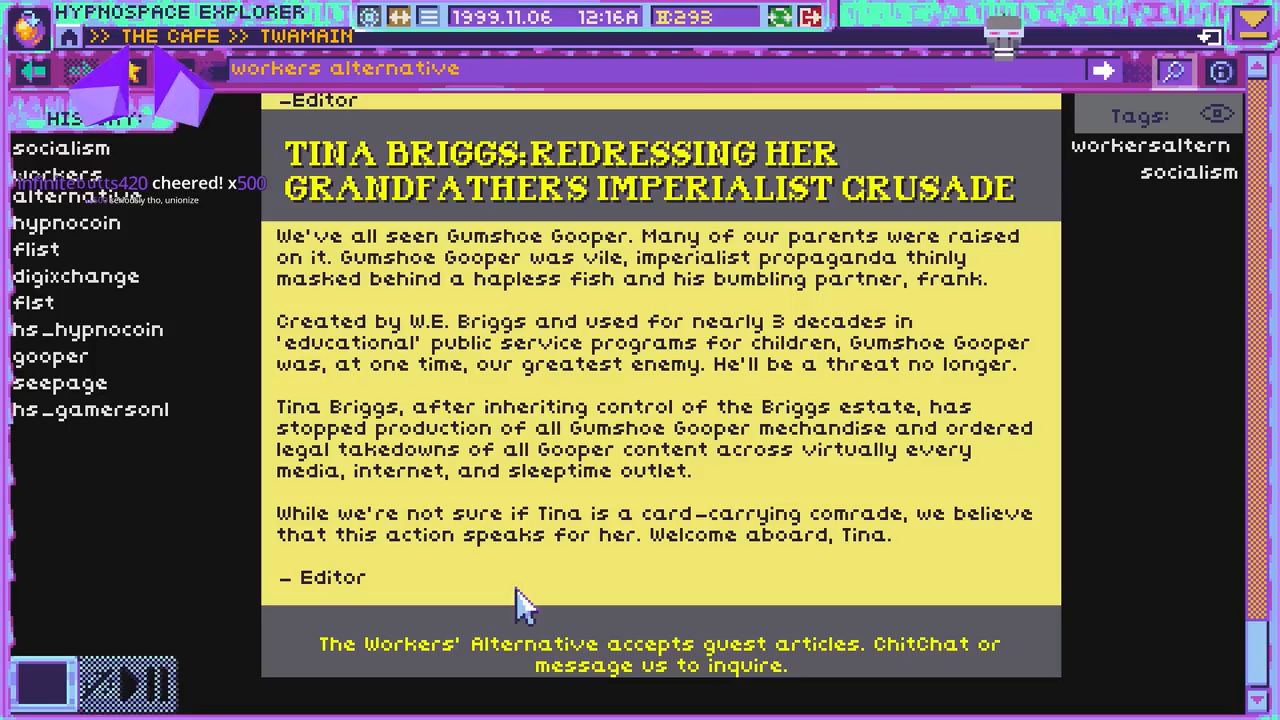 HYPNOSPACE EXPLORER
1999.11.06 12:16A
293
>> THE CAFE >> TWAMAIN
workers alternative
HISTORY:
socialism
workers
alternative
hypnocoin
flist
digixchange
flst
hs_hypnocoin
gooper
seepage
hs_gamersonl
infinitebutts420 cheered! x500
seriously tho, unionize
-Editor
TINA BRIGGS:REDRESSING HER
GRANDFATHER'S IMPERIALIST CRUSADE
We've all seen Gumshoe Gooper. Many of our parents were raised
on it. Gumshoe Gooper was vile, imperialist propaganda thinly
masked behind a hapless fish and his bumbling partner, frank.
Created by W.E. Briggs and used for nearly 3 decades in
'educational' public service programs for children, Gumshoe Gooper
was, at one time, our greatest enemy. He'll be a threat no longer.
Tina Briggs, after inheriting control of the Briggs estate, has
stopped production of all Gumshoe Gooper mechandise and ordered
legal takedowns of all Gooper content across virtually every
media, internet, and sleeptime outlet.
While we're not sure if Tina is a card-carrying comrade, we believe
that this action speaks for her. Welcome aboard, Tina.
- Editor
The Workers' Alternative accepts guest articles. ChitChat or
message us to inquire.
Tags:
workersaltern
socialism